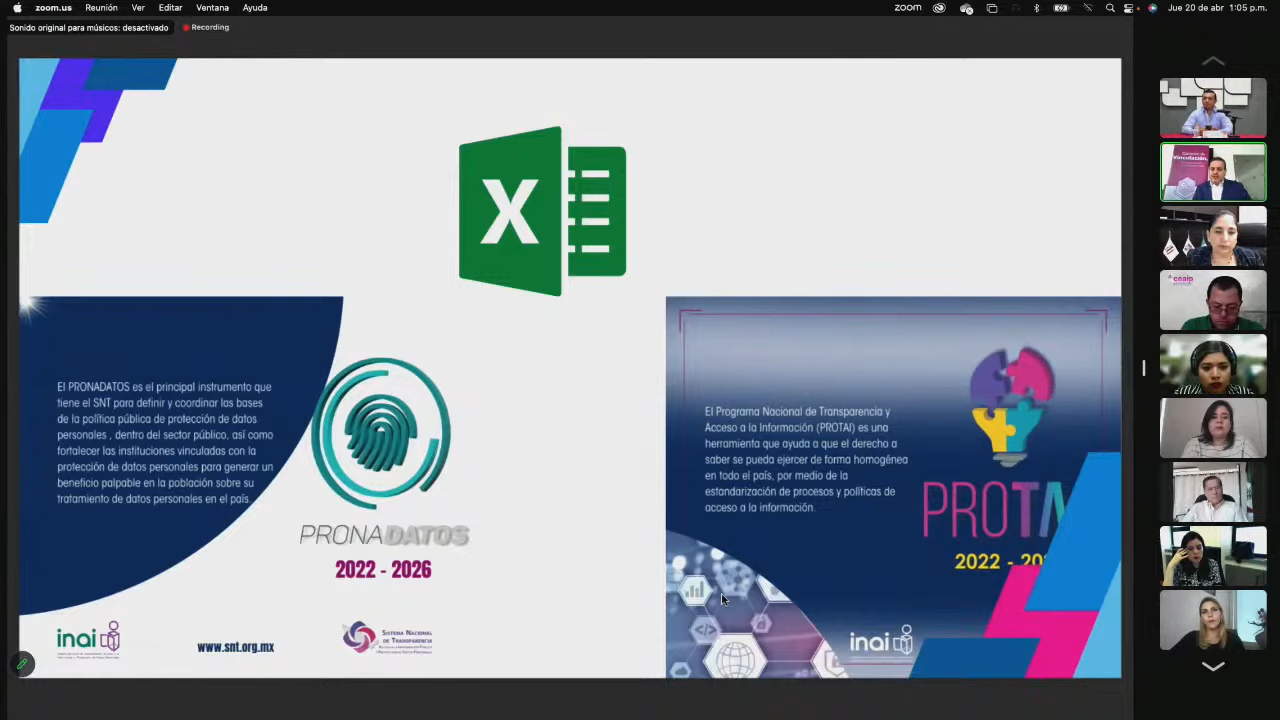 zoom.us Reunión Ver Editar Ventana Ayuda
zoom Jue 20 de abr 1:05 p.m.
Sonido original para músicos: desactivado
Recording
X
El PRONADATOS es el principal instrumento que
tiene el SNT para definir y coordinar las bases
de la política pública de protección de datos
personales , dentro del sector público, así como
fortalecer las instituciones vinculadas con la
protección de datos personales para generar un
beneficio palpable en la población sobre su
tratamiento de datos personales en el país.
PRONADATOS
2022 - 2026
inai
www.snt.org.mx
SISTEMA NACIONAL
DE TRANSPARENCIA
El Programa Nacional de Transparencia y
Acceso a la Información (PROTAI) es una
herramienta que ayuda a que el derecho a
saber se pueda ejercer de forma homogénea
en todo el país, por medio de la
estandarización de procesos y políticas de
acceso a la información.
PROTA
2022 - 20
inai
Vinculación,
coaip